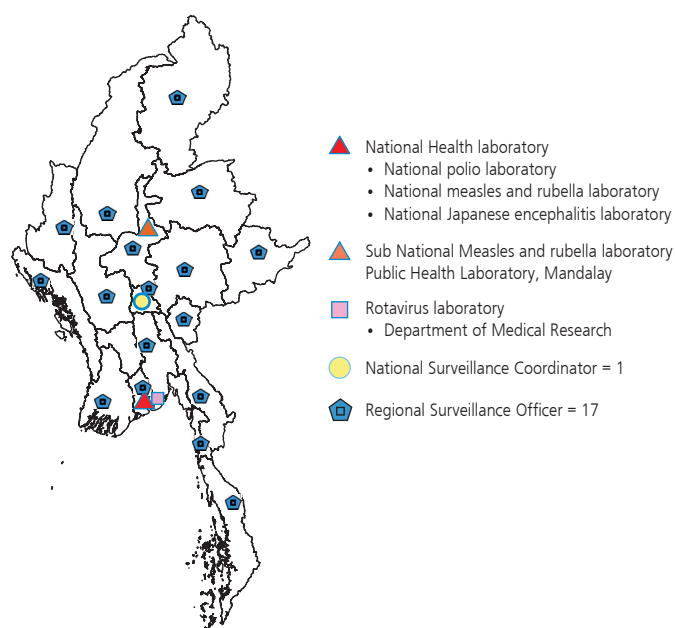 National Health laboratory
• National polio laboratory
• National measles and rubella laboratory
• National Japanese encephalitis laboratory
Sub National Measles and rubella laboratory
Public Health Laboratory, Mandalay
Rotavirus laboratory
• Department of Medical Research
National Surveillance Coordinator = 1
Regional Surveillance Officer = 17